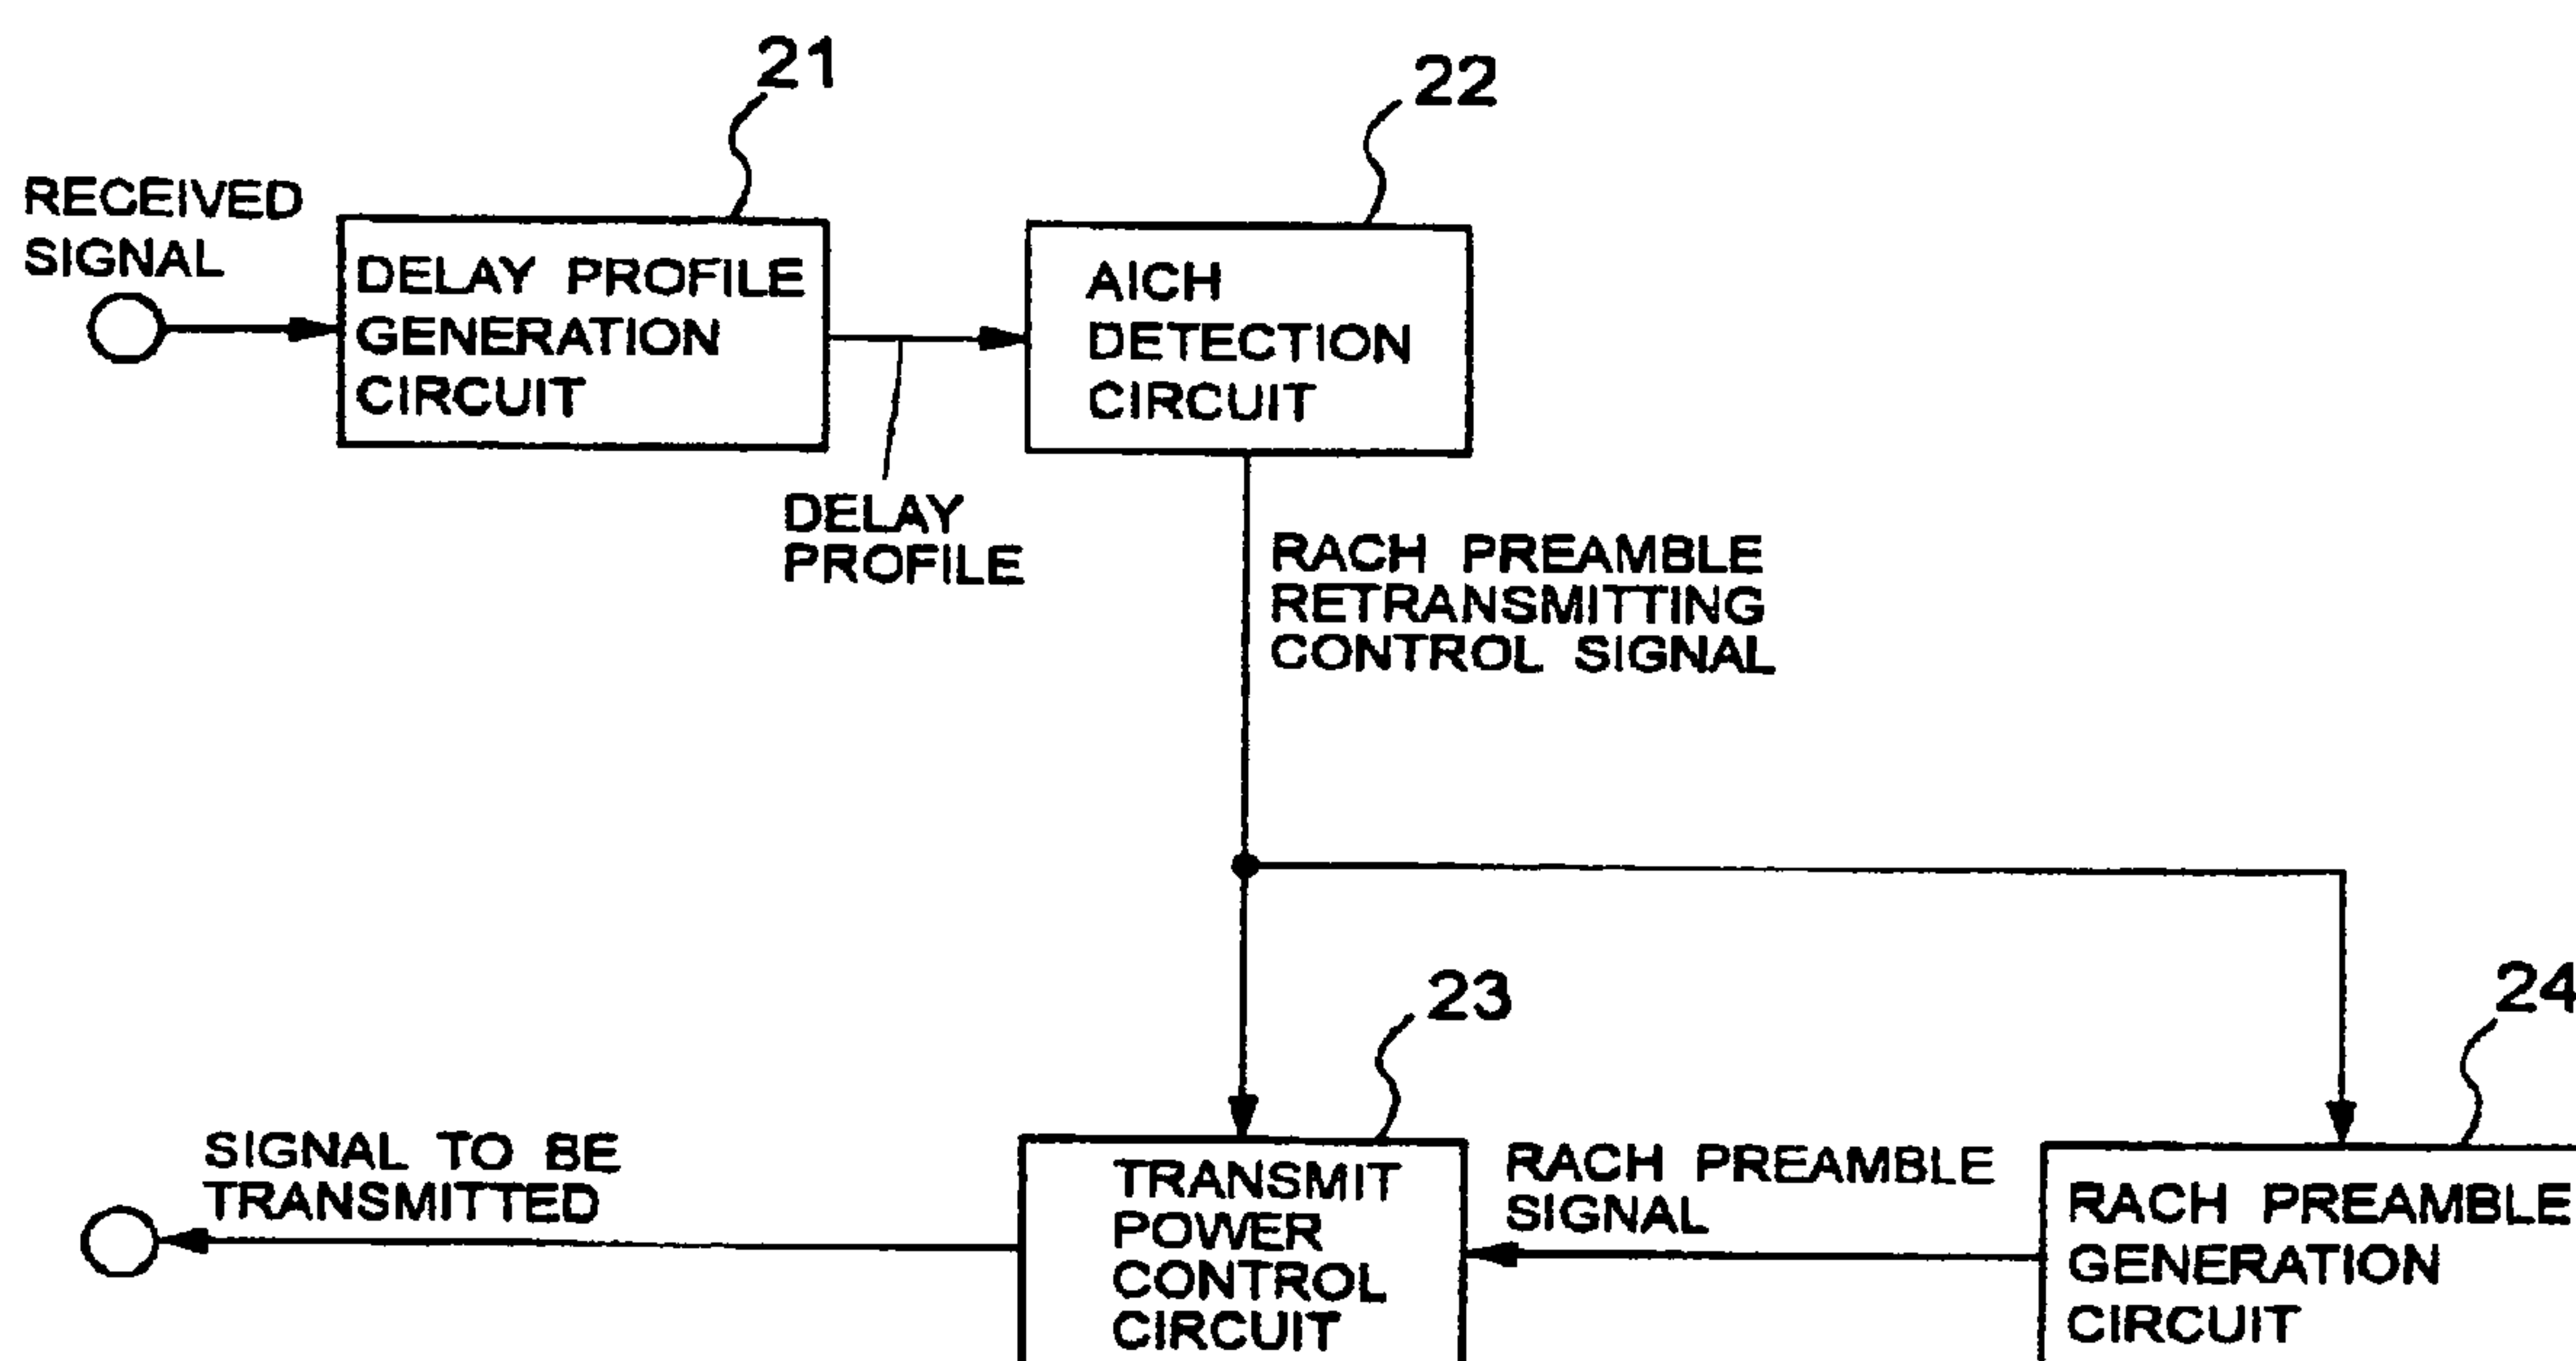 21
22
RECEIVED
SIGNAL
DELAY PROFILE
GENERATION
CIRCUIT
AICH
DETECTION
CIRCUIT
DELAY
PROFILE
RACH PREAMBLE
RETRANSMITTING
CONTROL SIGNAL
23
24
SIGNAL TO BE
TRANSMITTED
TRANSMIT
POWER
CONTROL
CIRCUIT
RACH PREAMBLE
SIGNAL
RACH PREAMBLE
GENERATION
CIRCUIT